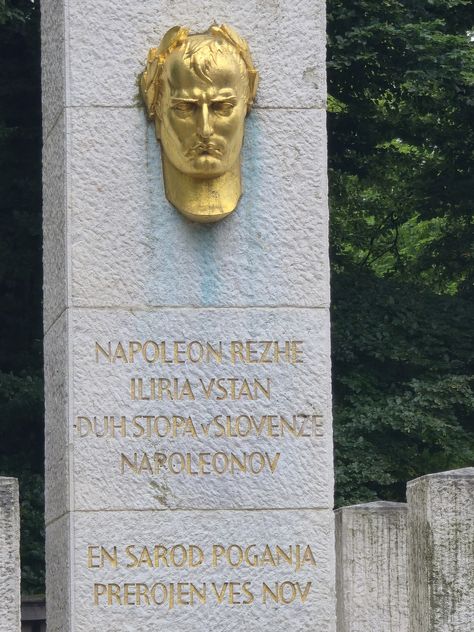 NAPOLEON REZHE
ILIRIA VSTAN
DUH STOPA V SLOVENZE
NAPOLEONOV
EN SAROD POGANJA
PREROJEN VES NOV